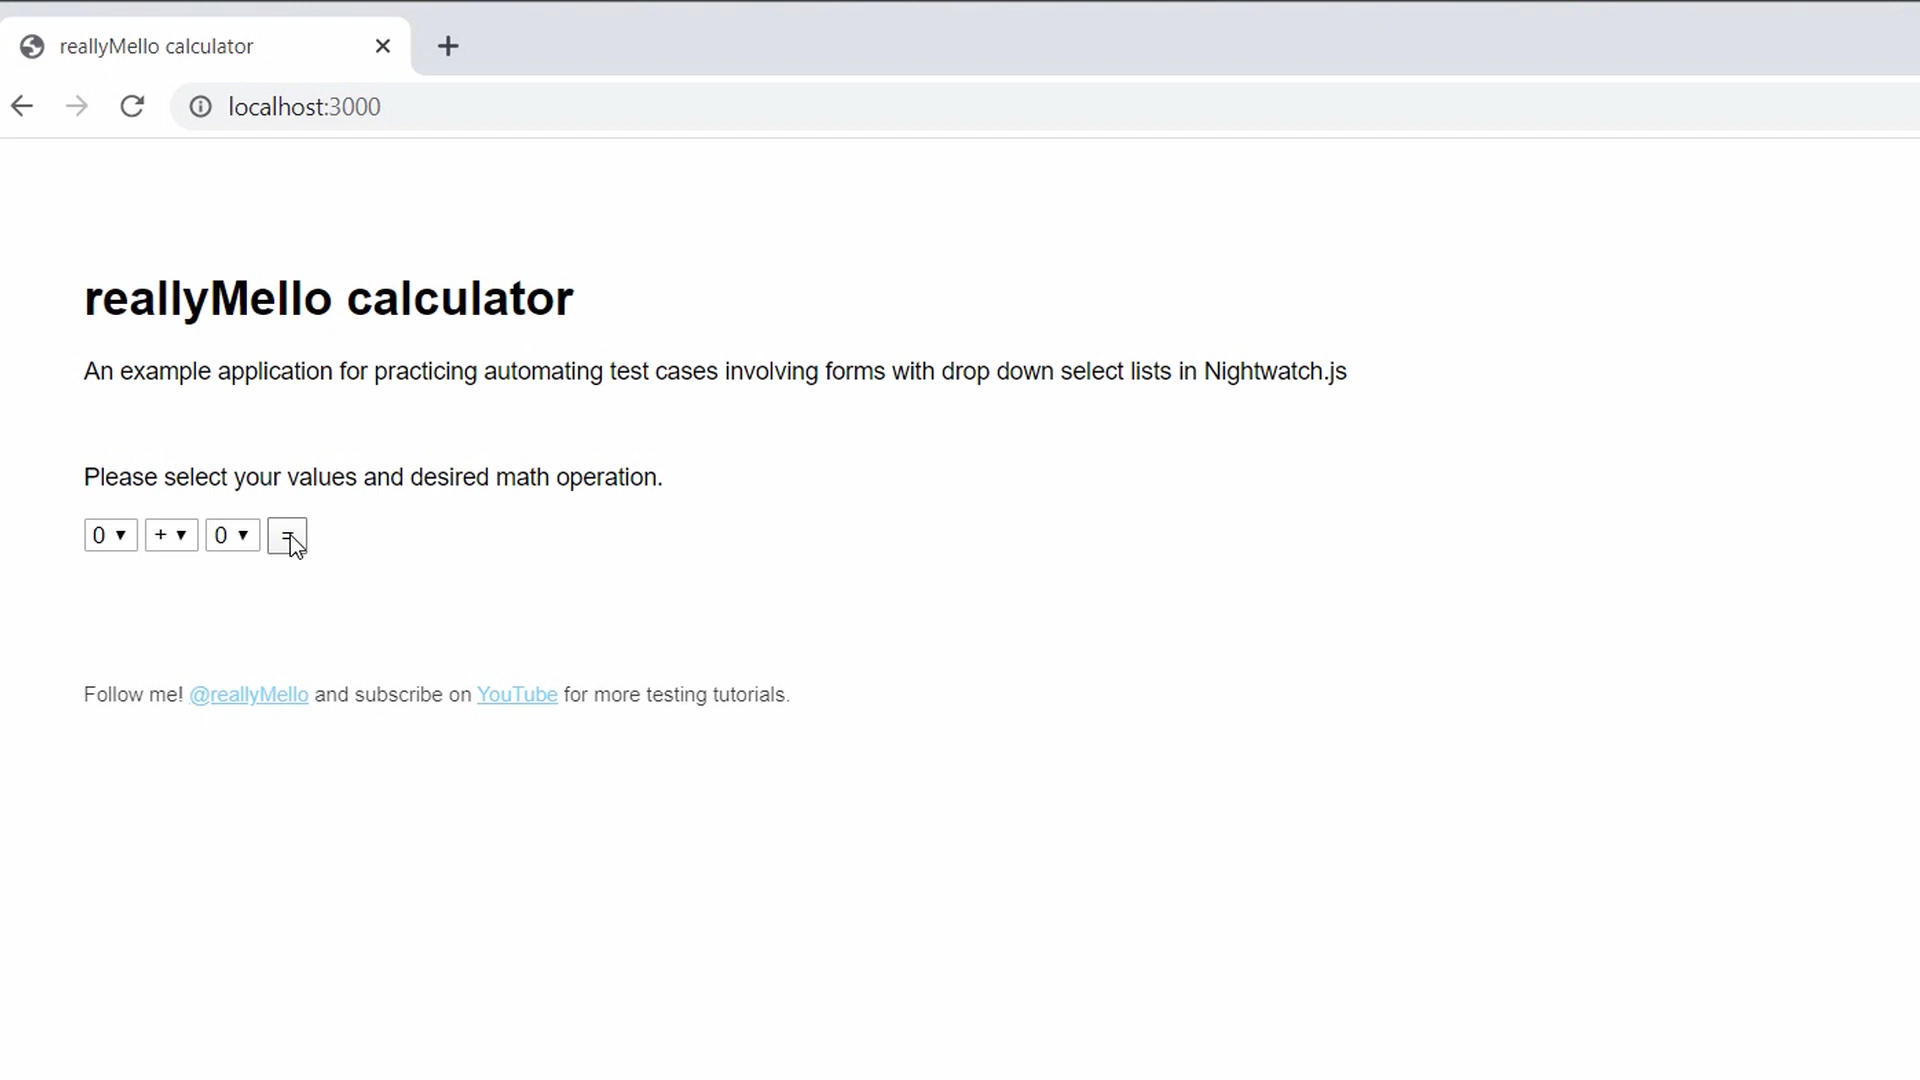 reallyMello calculator
localhost:3000
reallyMello calculator
An example application for practicing automating test cases involving forms with drop down select lists in Nightwatch.js
Please select your values and desired math operation.
0 + 0 =
Follow me! @reallyMello and subscribe on YouTube for more testing tutorials.